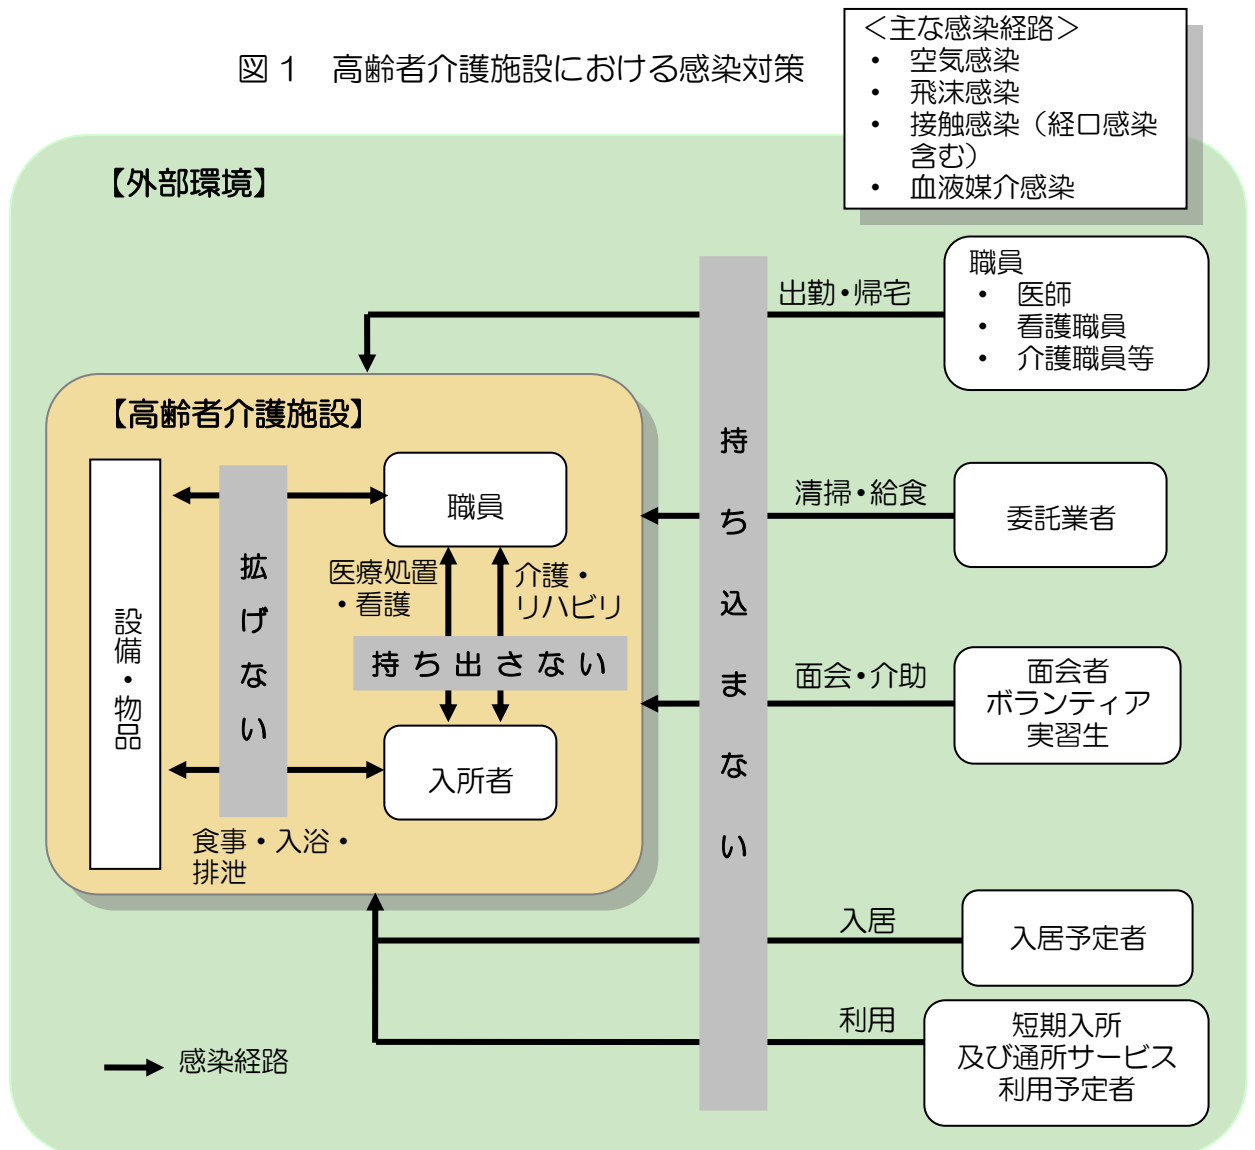 図1 高齢者介護施設における感染対策
＜主な感染経路＞
・ 空気感染
・ 飛沫感染
・ 接触感染（経口感染
含む）
・ 血液媒介感染
【外部環境】
出勤・帰宅
職員
・ 医師
・ 看護職員
・ 介護職員等
【高齢者介護施設】
設備・物品
拡げない
職員
医療処置
・看護
介護・
リハビリ
持ち出さない
入所者
食事・入浴・
排泄
持ち込まない
清掃・給食
委託業者
面会・介助
面会者
ボランティア
実習生
入居
入居予定者
利用
短期入所
及び通所サービス
利用予定者
感染経路